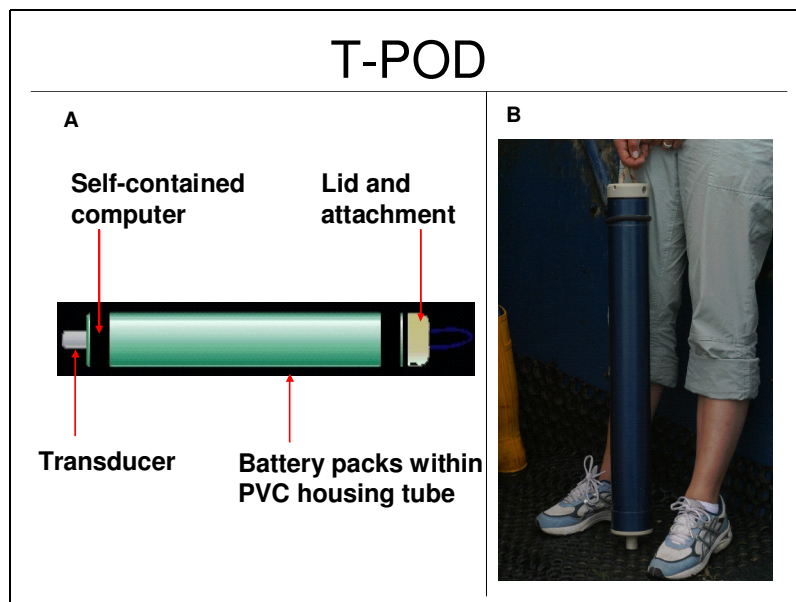 T-POD
A
B
Self-contained
computer
Lid and
attachment
Transducer
Battery packs within
PVC housing tube